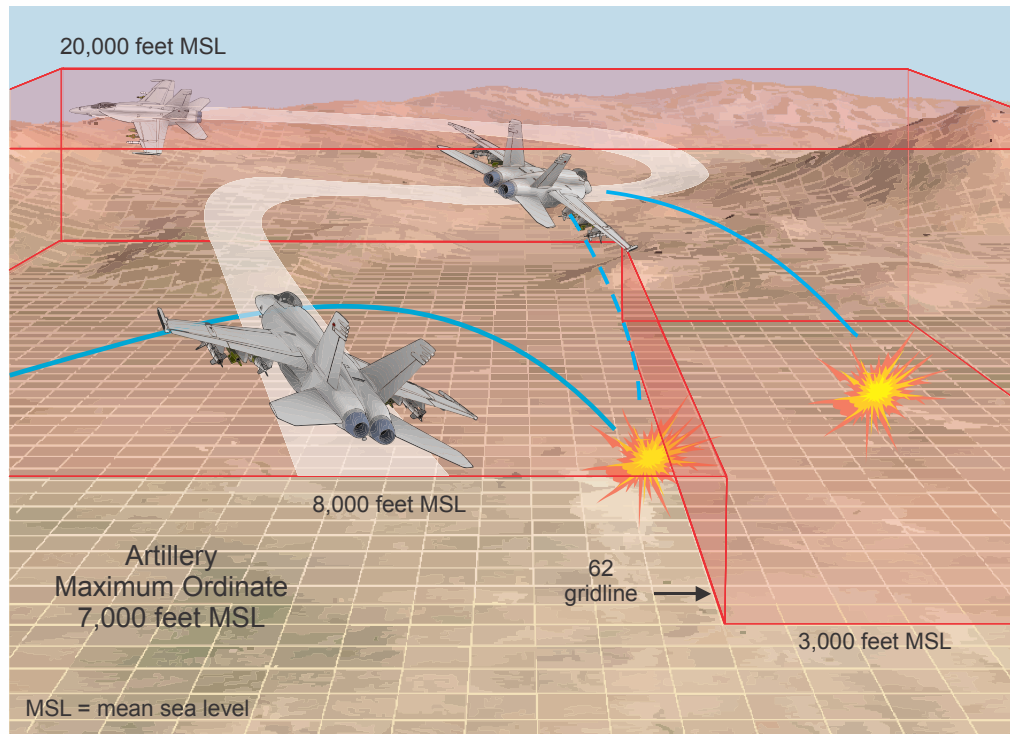 20,000 feet MSL
8,000 feet MSL
Artillery
Maximum Ordinate
7,000 feet MSL
62
gridline
3,000 feet MSL
MSL = mean sea level